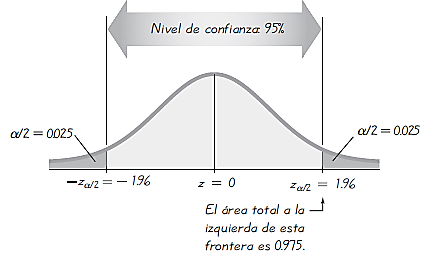 Nivel de confianza: 95%
α/2 = 0.025
α/2 = 0.025
−zα/2 = − 1.96
z = 0
zα/2 = 1.96
El área total a la
izquierda de esta
frontera es 0.975.